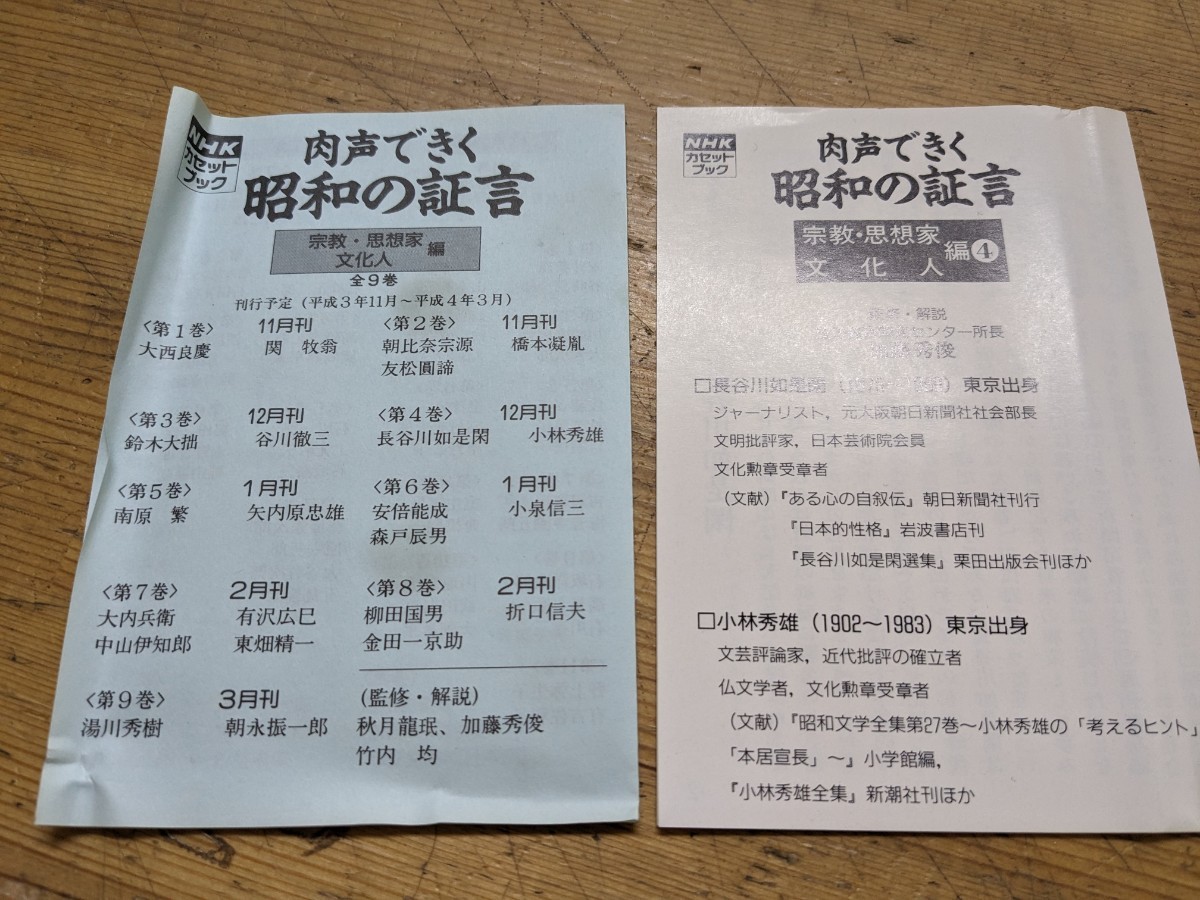 NHK
カセット
ブック
肉声できく
昭和の証言
宗教・思想家
文化人
編
全9巻
刊行予定（平成3年11月～平成4年3月）
〈第1巻〉 11月刊
大西良慶 関 牧翁
〈第2巻〉 11月刊
朝比奈宗源 橋本凝胤
友松圓諦
〈第3巻〉 12月刊
鈴木大拙 谷川徹三
〈第4巻〉 12月刊
長谷川如是閑 小林秀雄
〈第5巻〉 1月刊
南原 繁 矢内原忠雄
〈第6巻〉 1月刊
安倍能成 小泉信三
森戸辰男
〈第7巻〉 2月刊
大内兵衛 有沢広巳
中山伊知郎 東畑精一
〈第8巻〉 2月刊
柳田国男 折口信夫
金田一京助
〈第9巻〉 3月刊
湯川秀樹 朝永振一郎
（監修・解説）
秋月龍珉、加藤秀俊
竹内 均
NHK
カセット
ブック
肉声できく
昭和の証言
宗教・思想家
文化人
編❹
・解説
センター所長
秀俊
□長谷川如是閑 東京出身
ジャーナリスト，元大阪朝日新聞社社会部長
文明批評家，日本芸術院会員
文化勲章受章者
（文献）『ある心の自叙伝』朝日新聞社刊行
『日本的性格』岩波書店刊
『長谷川如是閑選集』栗田出版会刊ほか
□小林秀雄（1902～1983）東京出身
文芸評論家，近代批評の確立者
仏文学者，文化勲章受章者
（文献）『昭和文学全集第27巻～小林秀雄の「考えるヒント」
「本居宣長」～』小学館編，
『小林秀雄全集』新潮社刊ほか